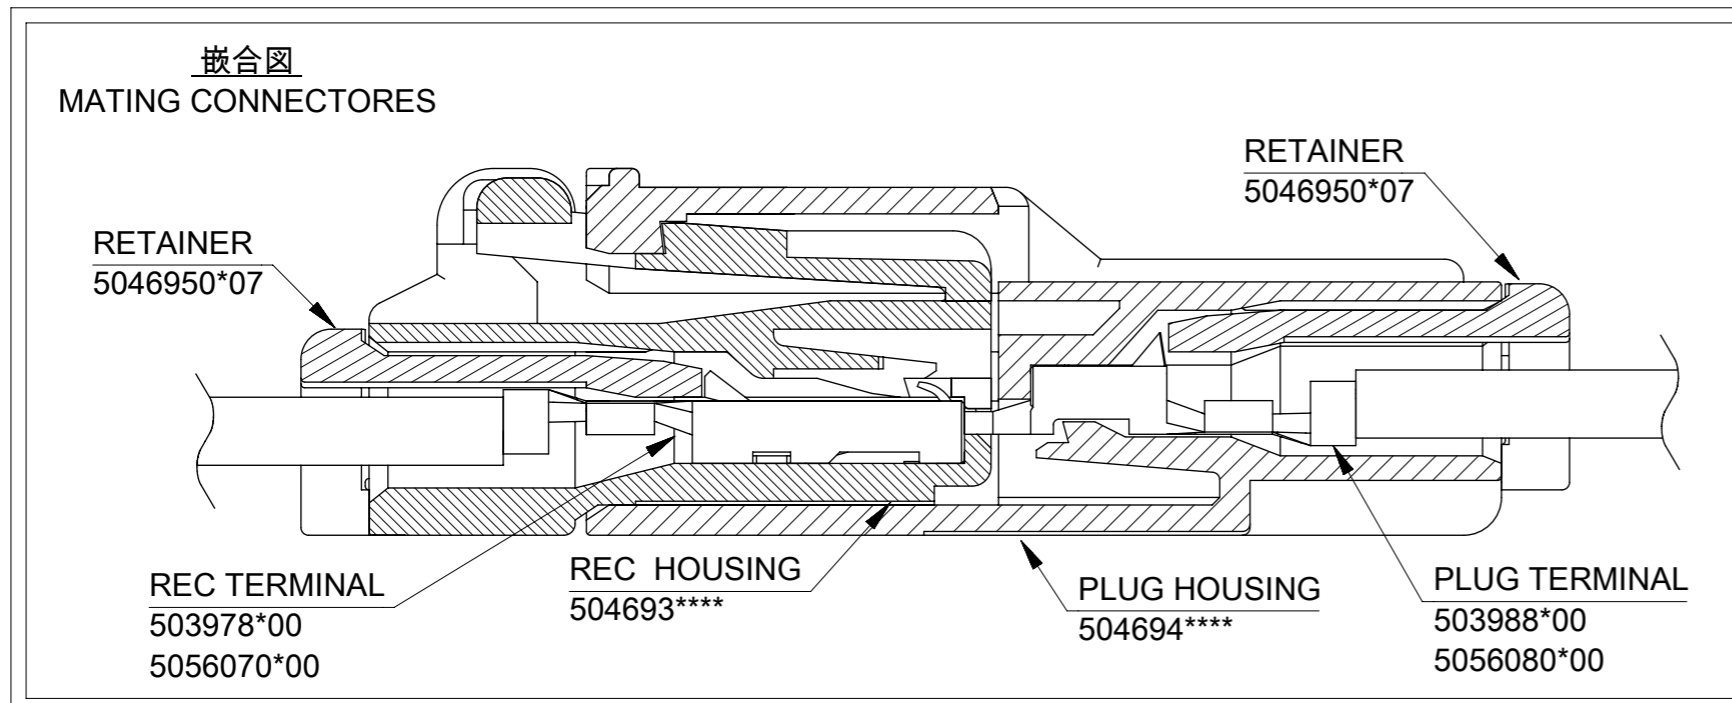 嵌合図
MATING CONNECTORES
RETAINER
5046950*07
RETAINER
5046950*07
REC TERMINAL
503978*00
5056070*00
REC HOUSING
504693****
PLUG HOUSING
504694****
PLUG TERMINAL
503988*00
5056080*00